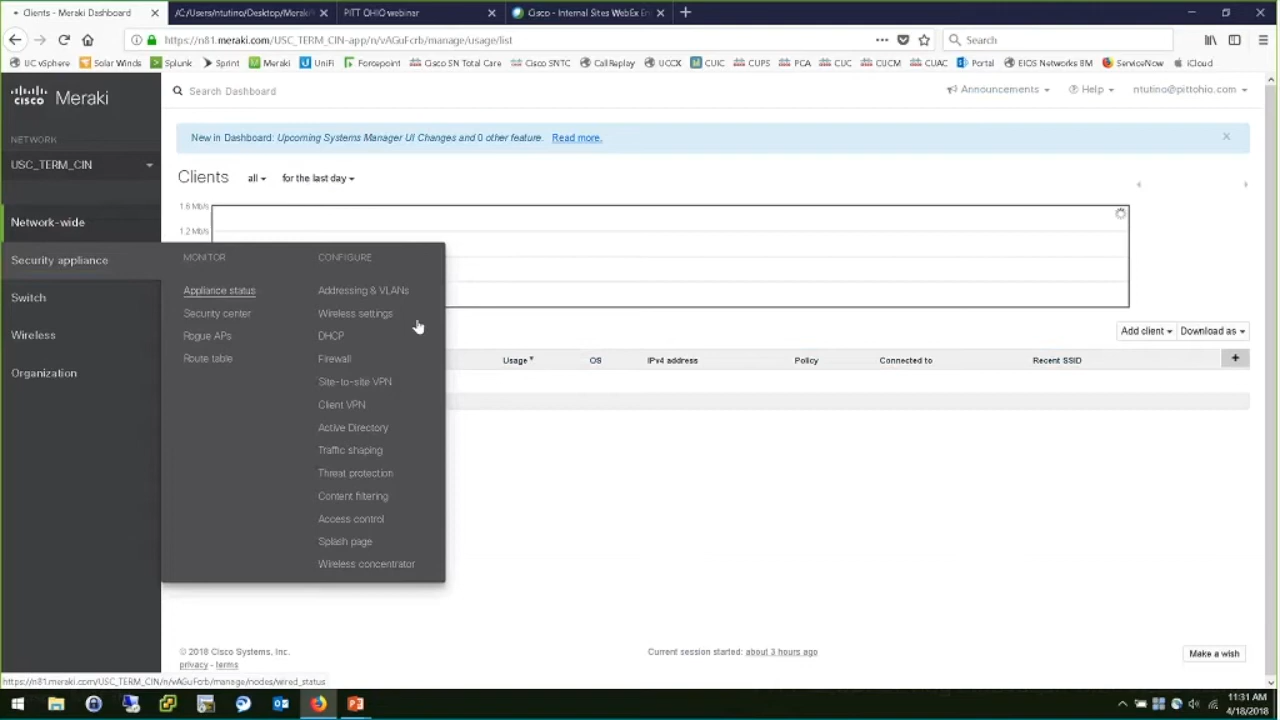 Clients - Meraki Dashboard
/C:/Users/ntutino/Desktop/Meraki
PITT OHIO webinar
Cisco - Internal Sites WebEx En
https://n81.meraki.com/USC_TERM_CIN-app/n/vAGuFcrb/manage/usage/list
Search
UC vSphere
Solar Winds
Splunk
Sprint
Meraki
UniFi
Forcepoint
Cisco SN Total Care
Cisco SNTC
CallReplay
UCCX
CUIC
CUPS
PCA
CUC
CUCM
CUAC
Portal
EIOS Networks BM
ServiceNow
iCloud
cisco Meraki
Search Dashboard
Announcements
Help
ntutino@pittohio.com
NETWORK
USC_TERM_CIN
New in Dashboard: Upcoming Systems Manager UI Changes and 0 other feature. Read more.
Clients
all
for the last day
1.6 Mb/s
1.2 Mb/s
Network-wide
Security appliance
Switch
Wireless
Organization
MONITOR
Appliance status
Security center
Rogue APs
Route table
CONFIGURE
Addressing & VLANs
Wireless settings
DHCP
Firewall
Site-to-site VPN
Client VPN
Active Directory
Traffic shaping
Threat protection
Content filtering
Access control
Splash page
Wireless concentrator
Add client
Download as
Usage
OS
IPv4 address
Policy
Connected to
Recent SSID
+
© 2018 Cisco Systems, Inc.
privacy - terms
Current session started: about 3 hours ago
Make a wish
https://n81.meraki.com/USC_TERM_CIN/n/vAGuFcrb/manage/nodes/wired_status
11:31 AM
4/18/2018